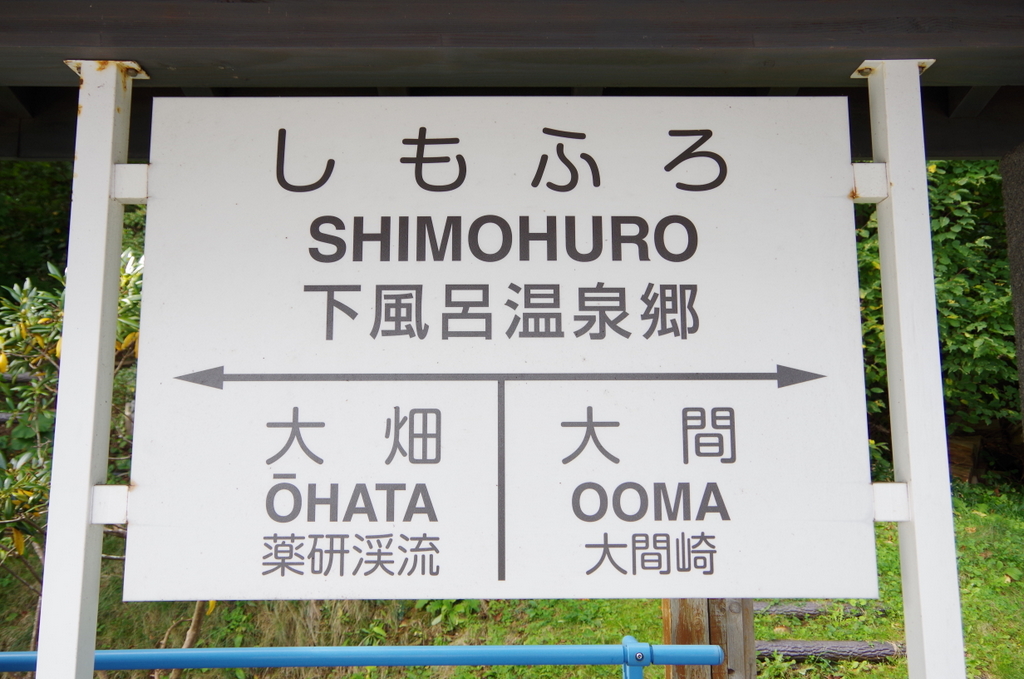 しもふろ
SHIMOHURO
下風呂温泉郷
大畑 大間
ŌHATA OOMA
薬研渓流 大間崎